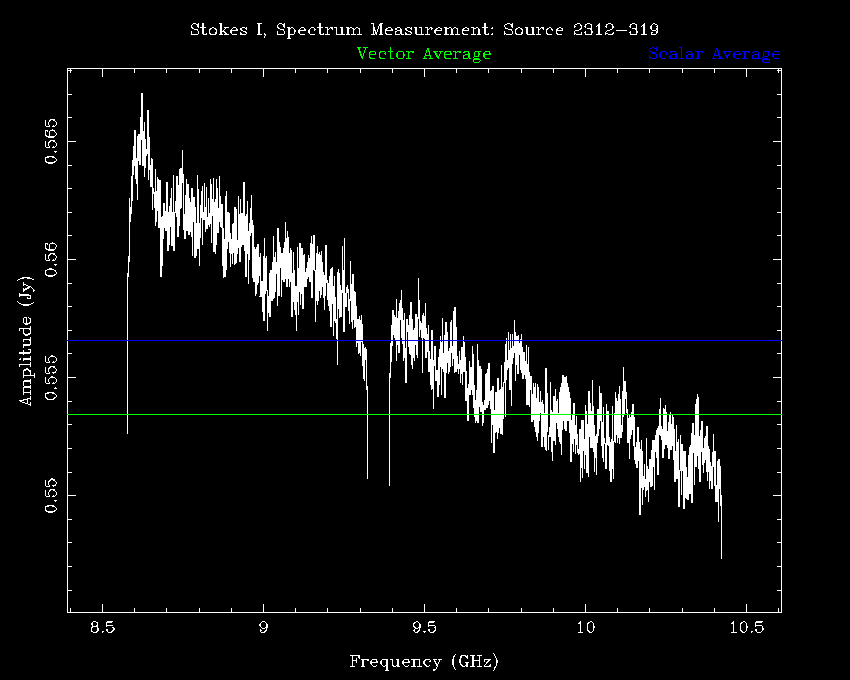 Stokes I, Spectrum Measurement: Source 2312−319
Vector Average Scalar Average
Amplitude (Jy)
0.565
0.56
0.555
0.55
8.5 9 9.5 10 10.5
Frequency (GHz)